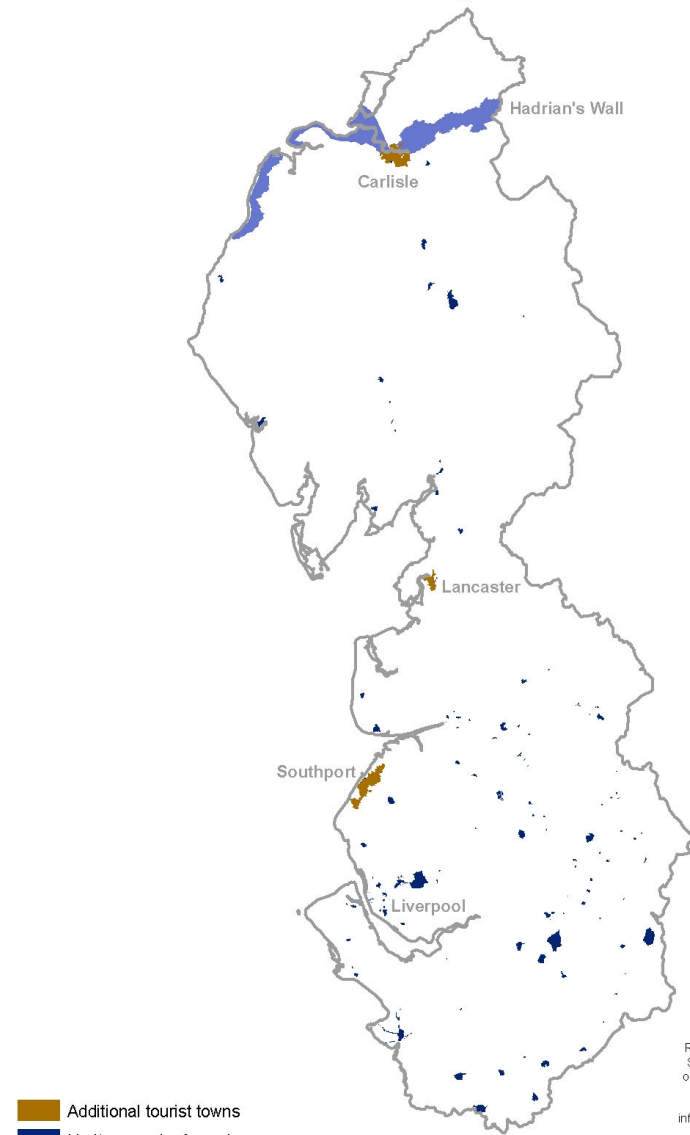 Hadrian's Wall
Carlisle
Lancaster
Southport
Liverpool
Additional tourist towns